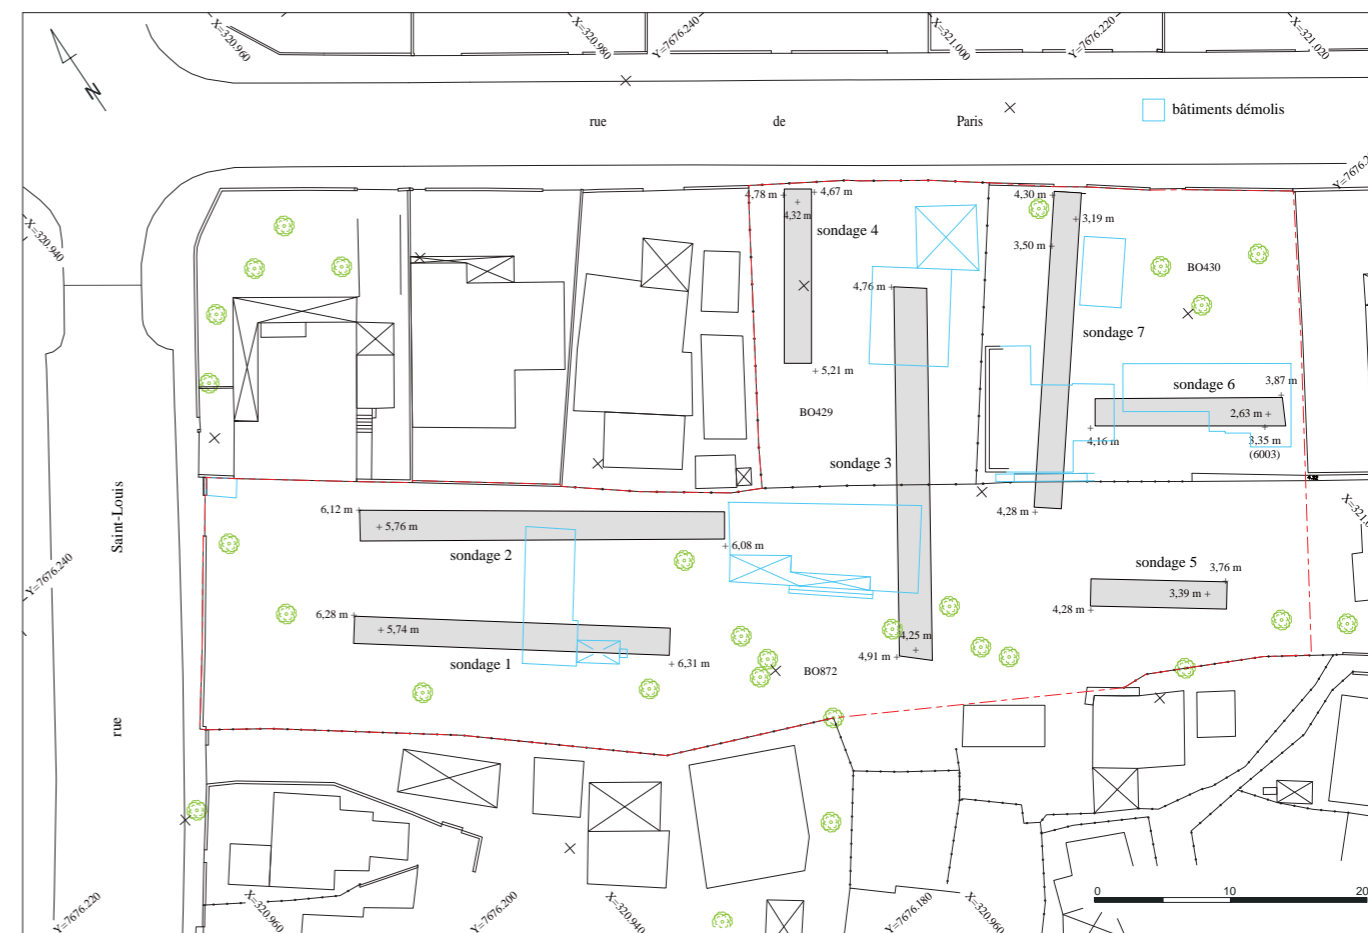 X=320.960
X=320.980
Y=7676.240
X=321.000
Y=7676.220
X=321.020
N
rue de Paris
bâtiments démolis
X=320.940
4,78 m
4,67 m
4,32 m
sondage 4
4,30 m
3,19 m
3,50 m
BO430
4,76 m
sondage 7
5,21 m
BO429
sondage 6
3,87 m
2,63 m
4,16 m
3,35 m
(6003)
sondage 3
rue Saint-Louis
6,12 m
5,76 m
sondage 2
6,08 m
4,28 m
Y=7676.240
sondage 5
3,76 m
3,39 m
4,28 m
6,28 m
5,74 m
sondage 1
6,31 m
4,25 m
4,91 m
BO872
Y=7676.220
X=320.960
Y=7676.200
X=320.940
Y=7676.180
X=320.960
0 10 20